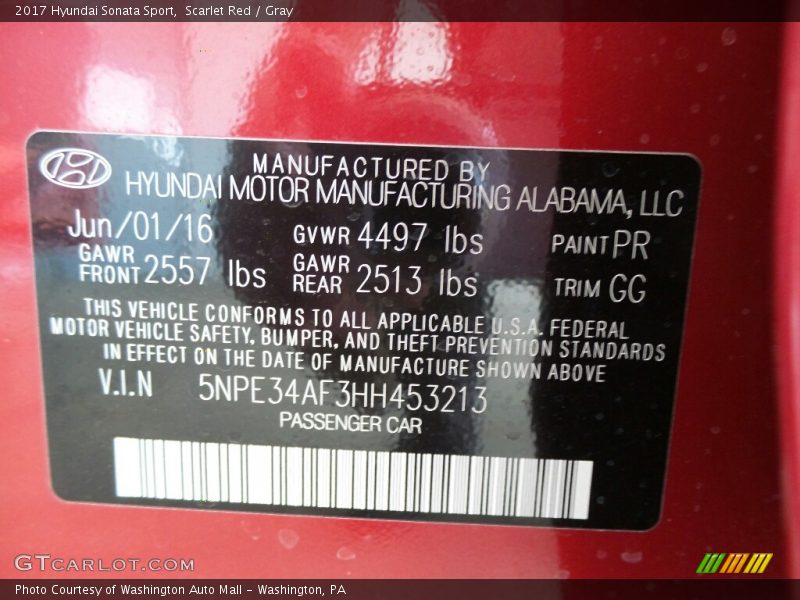 2017 Hyundai Sonata Sport, Scarlet Red / Gray
MANUFACTURED BY
HYUNDAI MOTOR MANUFACTURING ALABAMA, LLC
Jun/01/16 GVWR 4497 lbs PAINT PR
GAWR FRONT 2557 lbs GAWR REAR 2513 lbs TRIM GG
THIS VEHICLE CONFORMS TO ALL APPLICABLE U.S.A. FEDERAL
MOTOR VEHICLE SAFETY, BUMPER, AND THEFT PREVENTION STANDARDS
IN EFFECT ON THE DATE OF MANUFACTURE SHOWN ABOVE
V.I.N 5NPE34AF3HH453213
PASSENGER CAR
GTCARLOT.COM
Photo Courtesy of Washington Auto Mall - Washington, PA